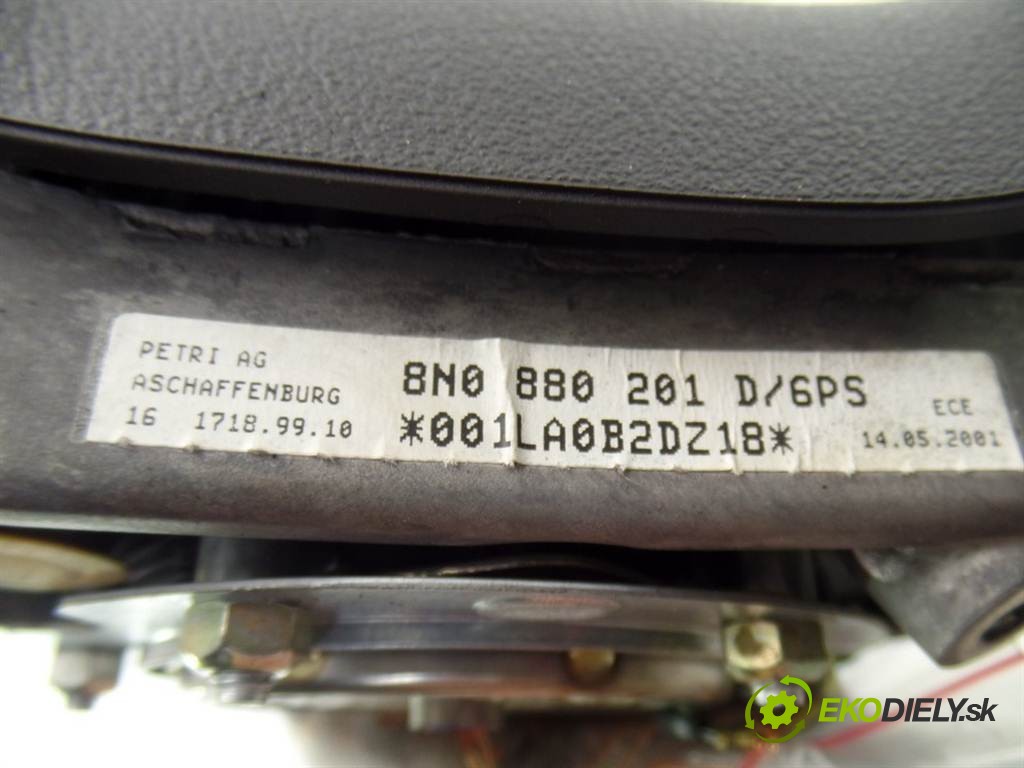 PETRI AG
ASCHAFFENBURG
16 1718.99.10
8N0 880 201 D/6PS
*001LA0B2DZ18*
ECE
14.05.2001
EKODIELY.sk